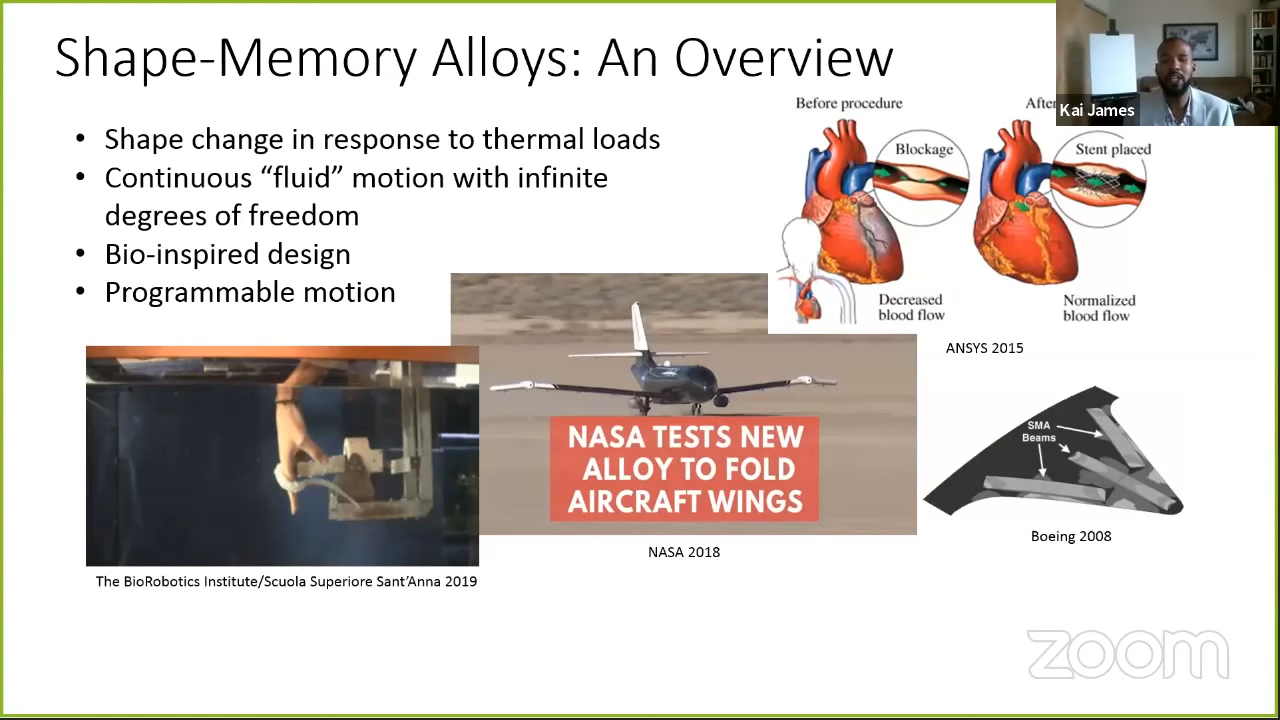 Shape-Memory Alloys: An Overview
Kai James
• Shape change in response to thermal loads
• Continuous “fluid” motion with infinite
degrees of freedom
• Bio-inspired design
• Programmable motion
Before procedure
After
Blockage
Stent placed
Decreased
blood flow
Normalized
blood flow
ANSYS 2015
NASA TESTS NEW
ALLOY TO FOLD
AIRCRAFT WINGS
NASA 2018
SMA
Beams
Boeing 2008
The BioRobotics Institute/Scuola Superiore Sant’Anna 2019
zoom